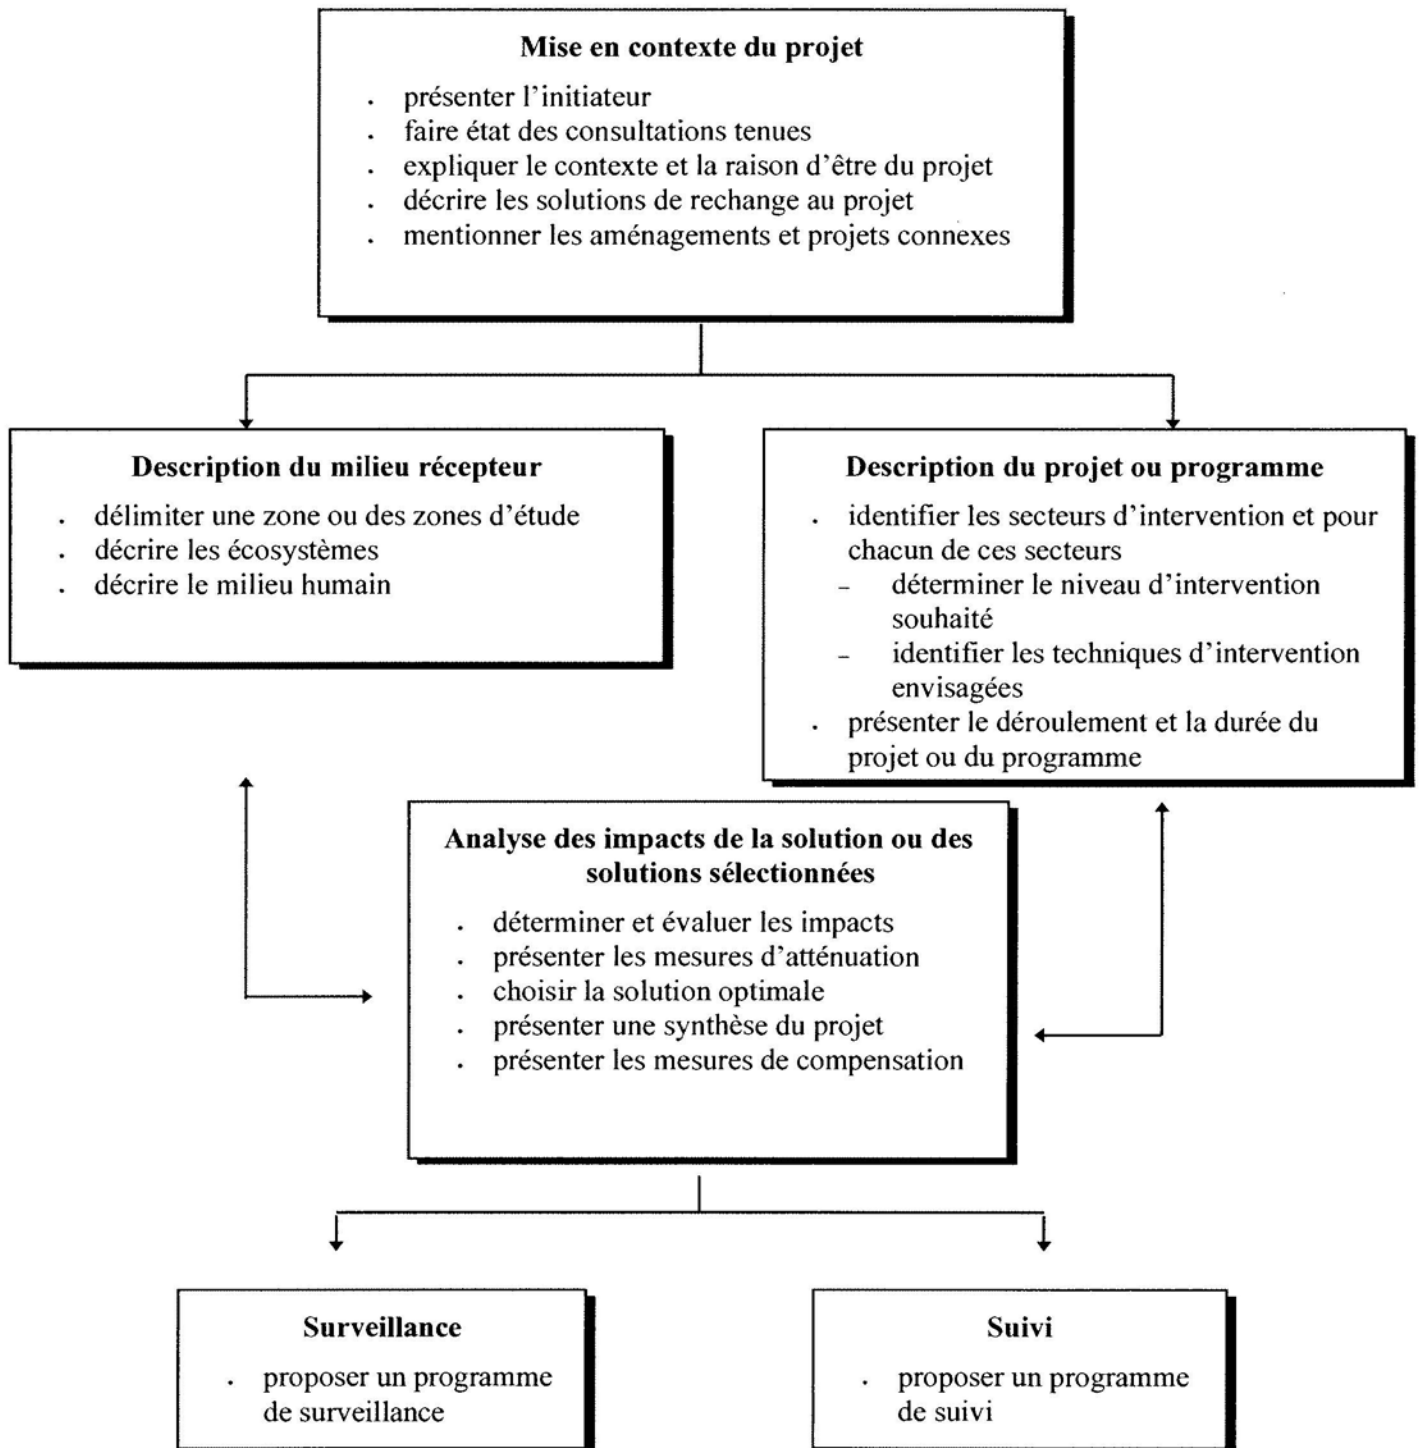 Mise en contexte du projet
. présenter l'initiateur
. faire état des consultations tenues
. expliquer le contexte et la raison d'être du projet
. décrire les solutions de rechange au projet
. mentionner les aménagements et projets connexes
Description du milieu récepteur
. délimiter une zone ou des zones d'étude
. décrire les écosystèmes
. décrire le milieu humain
Description du projet ou programme
. identifier les secteurs d'intervention et pour
chacun de ces secteurs
– déterminer le niveau d'intervention
souhaité
– identifier les techniques d'intervention
envisagées
. présenter le déroulement et la durée du
projet ou du programme
Analyse des impacts de la solution ou des
solutions sélectionnées
. déterminer et évaluer les impacts
. présenter les mesures d'atténuation
. choisir la solution optimale
. présenter une synthèse du projet
. présenter les mesures de compensation
Surveillance
. proposer un programme
de surveillance
Suivi
. proposer un programme
de suivi